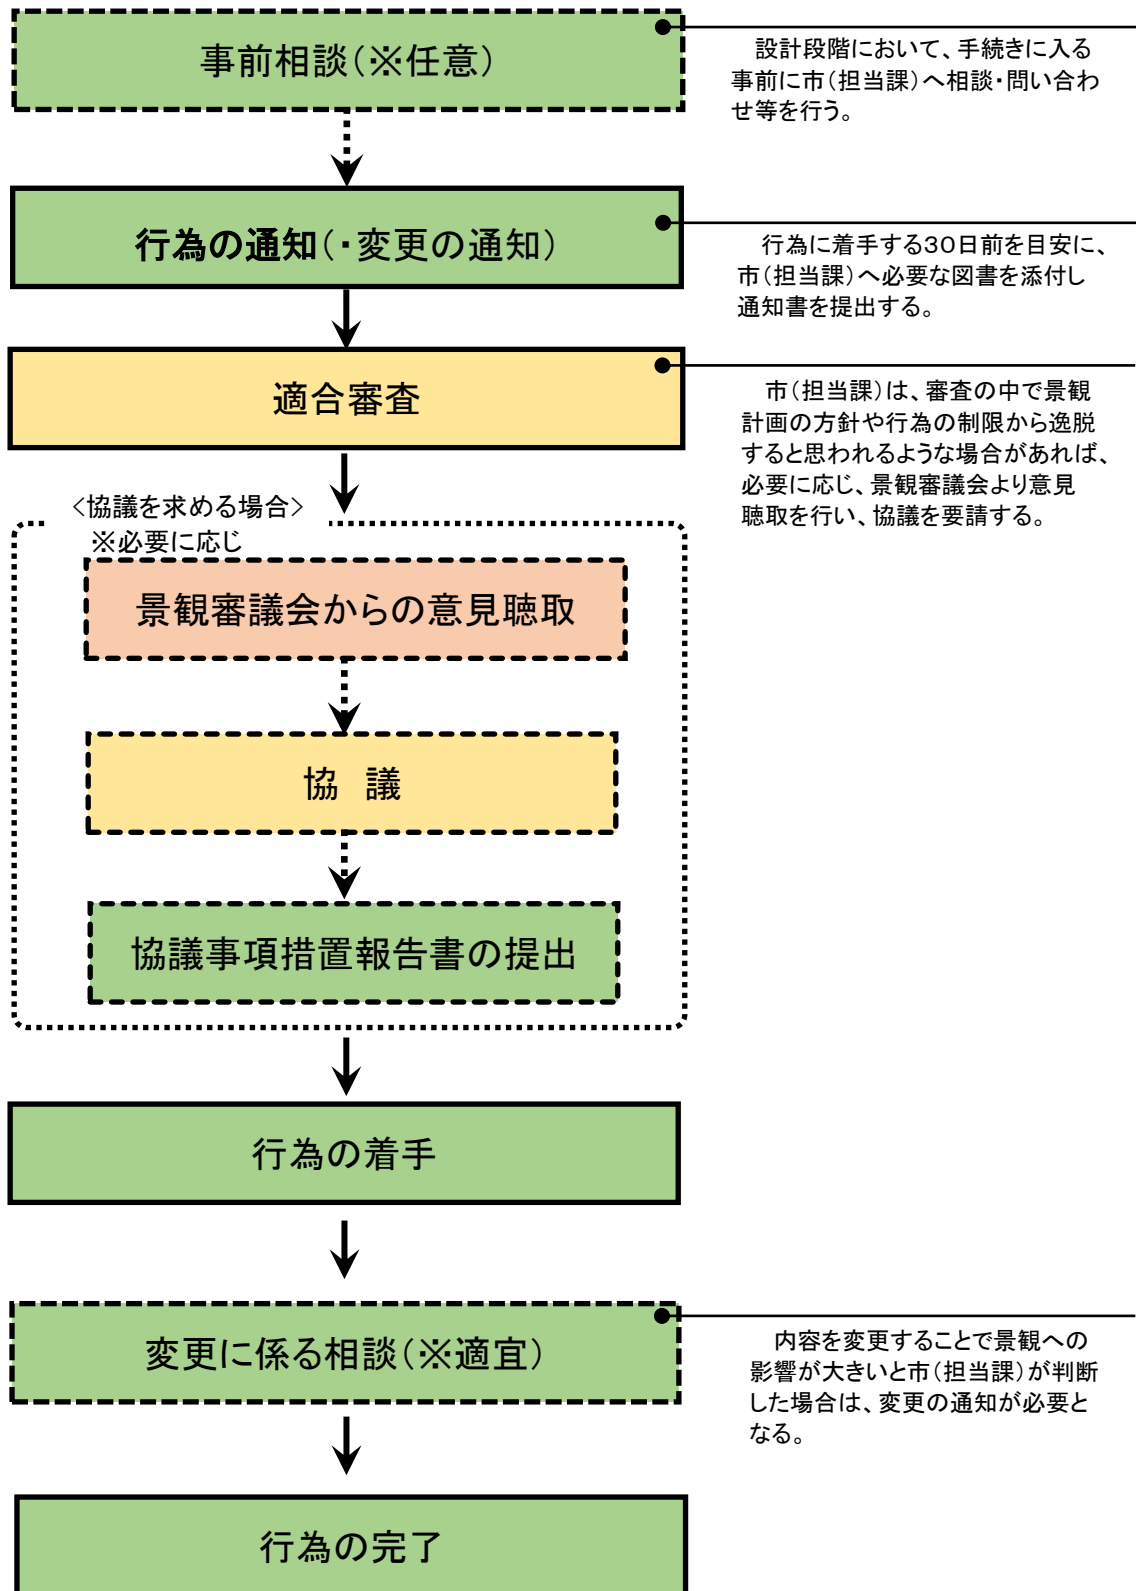 事前相談(※任意)
設計段階において、手続きに入る
事前に市(担当課)へ相談・問い合わ
せ等を行う。
行為の通知(・変更の通知)
行為に着手する30日前を目安に、
市(担当課)へ必要な図書を添付し
通知書を提出する。
適合審査
市(担当課)は、審査の中で景観
計画の方針や行為の制限から逸脱
すると思われるような場合があれば、
必要に応じ、景観審議会より意見
聴取を行い、協議を要請する。
<協議を求める場合>
※必要に応じ
景観審議会からの意見聴取
協 議
協議事項措置報告書の提出
行為の着手
変更に係る相談(※適宜)
内容を変更することで景観への
影響が大きいと市(担当課)が判断
した場合は、変更の通知が必要と
なる。
行為の完了